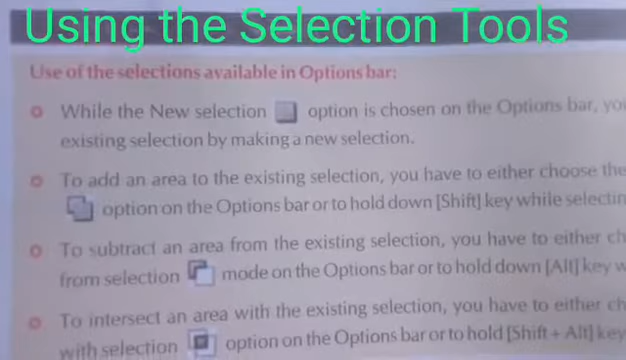 Using the Selection Tools
Use of the selections available in Options bar:
While the New selection option is chosen on the Options bar, you
existing selection by making a new selection.
To add an area to the existing selection, you have to either choose the
option on the Options bar or to hold down [Shift] key while selectin
To subtract an area from the existing selection, you have to either ch
from selection mode on the Options bar or to hold down [Alt] key w
To intersect an area with the existing selection, you have to either ch
with selection option on the Options bar or to hold [Shift + Alt] key